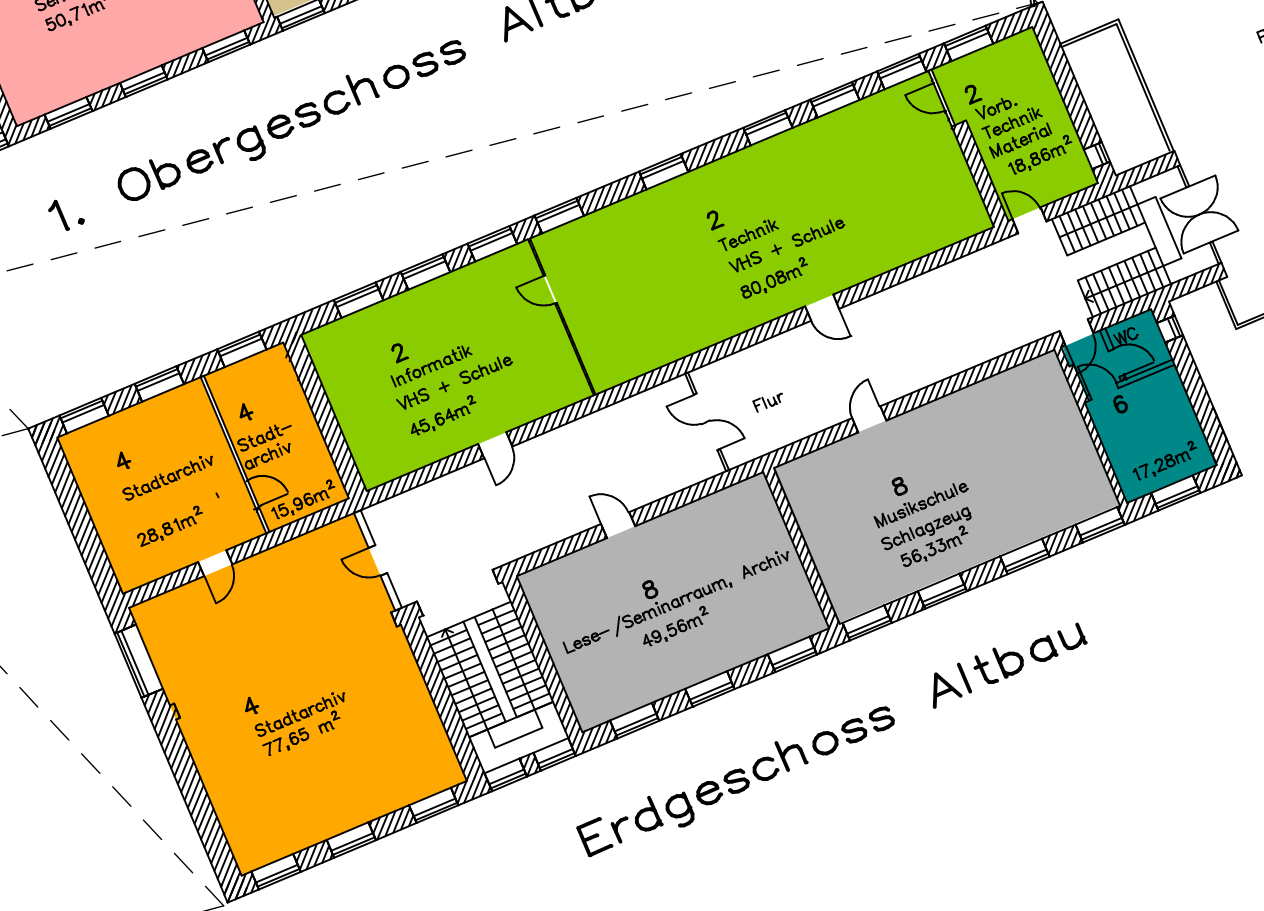 50,71m²
1. Obergeschoss
2
Vorb.
Technik
Material
18,86m²
2
Technik
VHS + Schule
80,08m²
2
Informatik
VHS + Schule
45,64m²
4
Stadt-
archiv
15,96m²
4
Stadtarchiv
28,81m²
Flur
WC
6
17,28m²
8
Musikschule
Schlagzeug
56,33m²
8
Lese-/Seminarraum, Archiv
49,56m²
4
Stadtarchiv
77,65 m²
Erdgeschoss Altbau